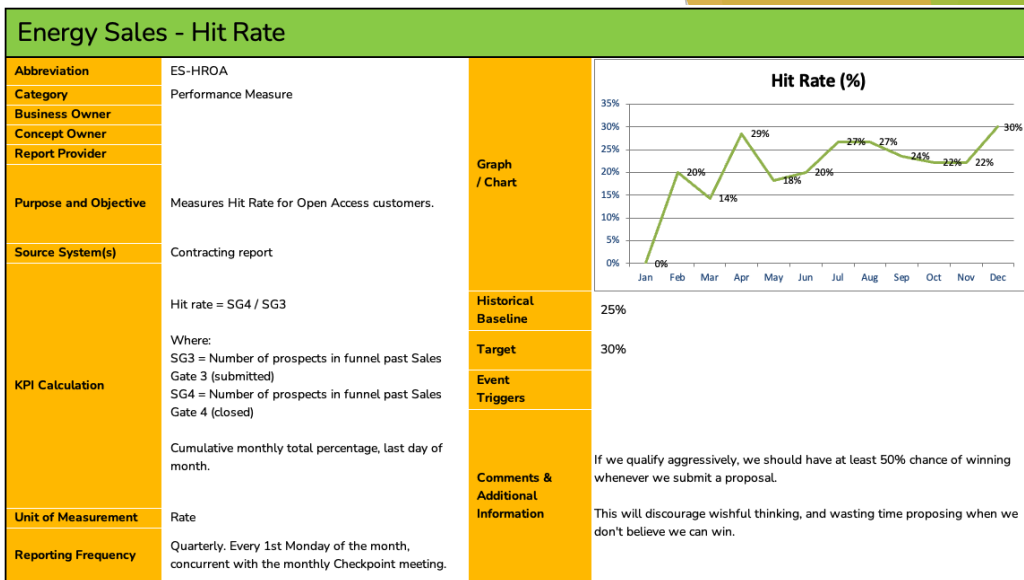 Energy Sales - Hit Rate
Abbreviation
ES-HROA
Category
Performance Measure
Business Owner
Concept Owner
Report Provider
Purpose and Objective
Measures Hit Rate for Open Access customers.
Source System(s)
Contracting report
KPI Calculation
Hit rate = SG4 / SG3
Where:
SG3 = Number of prospects in funnel past Sales
Gate 3 (submitted)
SG4 = Number of prospects in funnel past Sales
Gate 4 (closed)
Cumulative monthly total percentage, last day of
month.
Unit of Measurement
Rate
Reporting Frequency
Quarterly. Every 1st Monday of the month,
concurrent with the monthly Checkpoint meeting.
Graph
/ Chart
Hit Rate (%)
35%
30%
25%
20%
15%
10%
5%
0%
0%
20%
14%
29%
18%
20%
27%
27%
24%
22%
22%
30%
Jan Feb Mar Apr May Jun Jul Aug Sep Oct Nov Dec
Historical
Baseline
25%
Target
30%
Event
Triggers
Comments &
Additional
Information
If we qualify aggressively, we should have at least 50% chance of winning
whenever we submit a proposal.
This will discourage wishful thinking, and wasting time proposing when we
don't believe we can win.